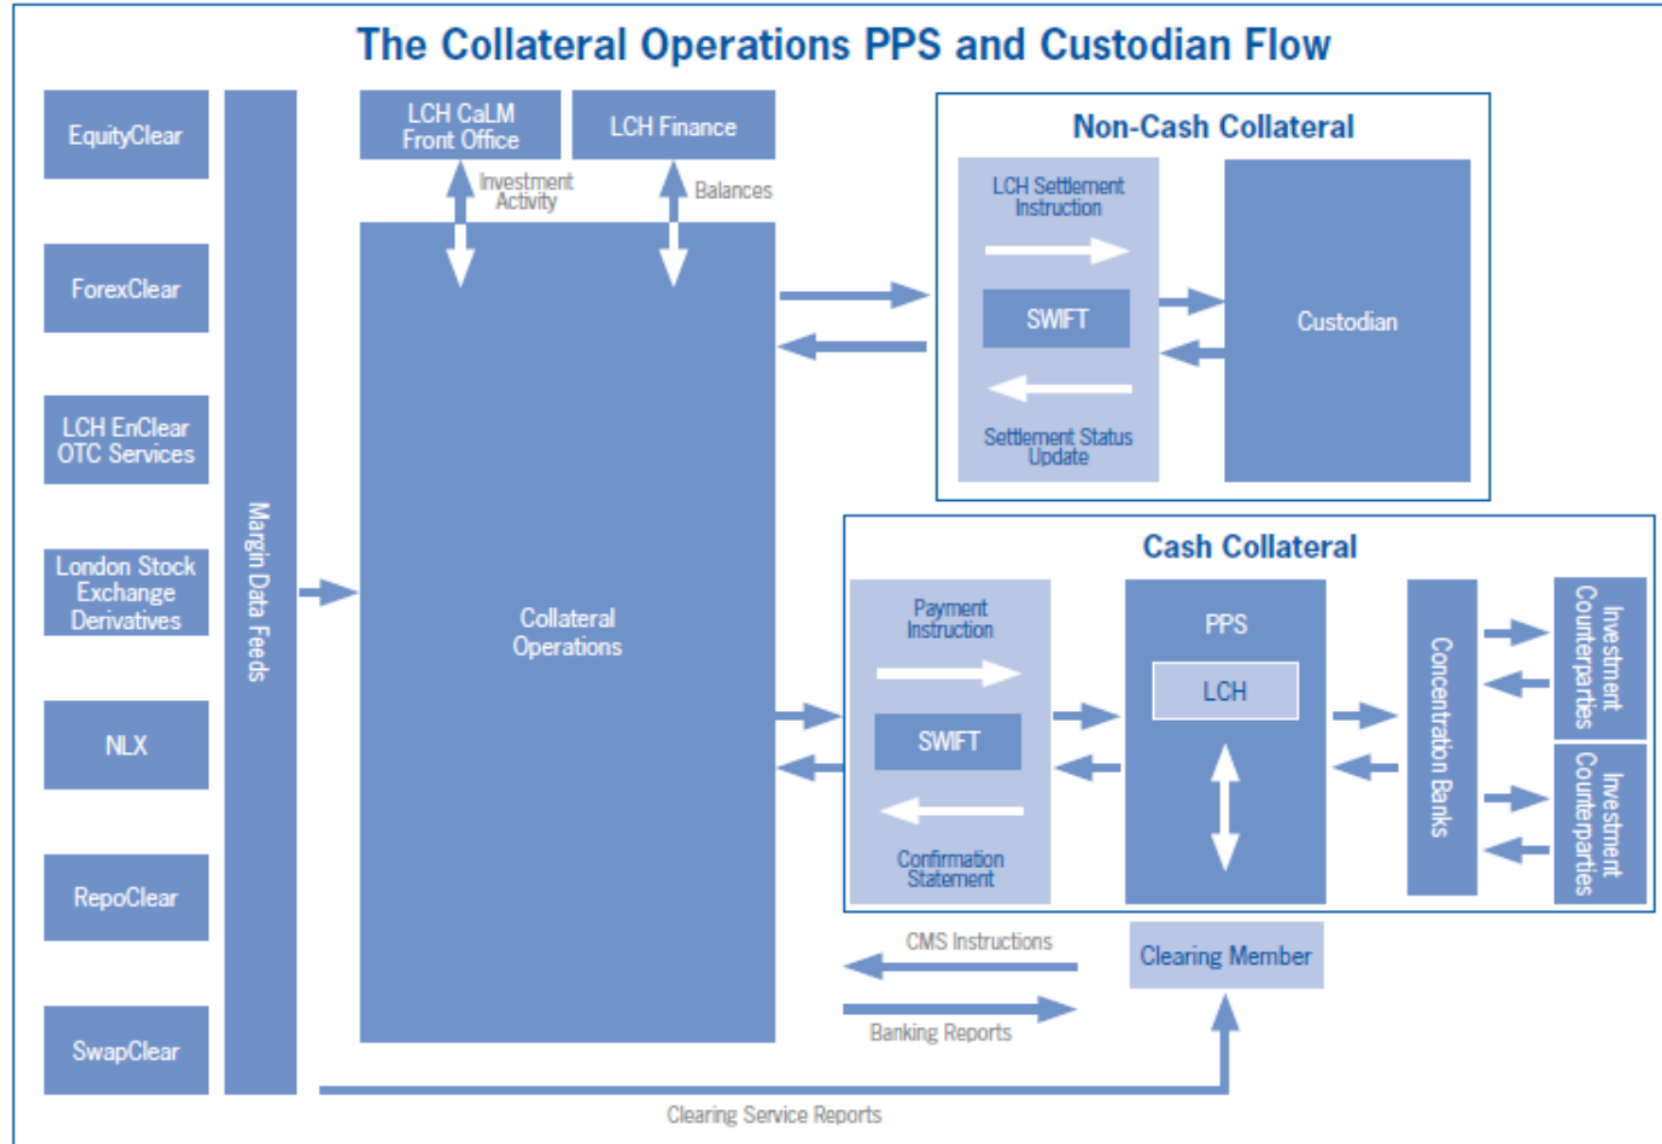 The Collateral Operations PPS and Custodian Flow
EquityClear
ForexClear
LCH EnClear
OTC Services
London Stock
Exchange
Derivatives
NLX
RepoClear
SwapClear
Margin Data Feeds
LCH CaLM
Front Office
LCH Finance
Investment
Activity
Balances
Collateral
Operations
Non-Cash Collateral
LCH Settlement
Instruction
SWIFT
Settlement Status
Update
Custodian
Cash Collateral
Payment
Instruction
SWIFT
Confirmation
Statement
PPS
LCH
Concentration Banks
Investment
Counterparties
Investment
Counterparties
CMS Instructions
Banking Reports
Clearing Member
Clearing Service Reports